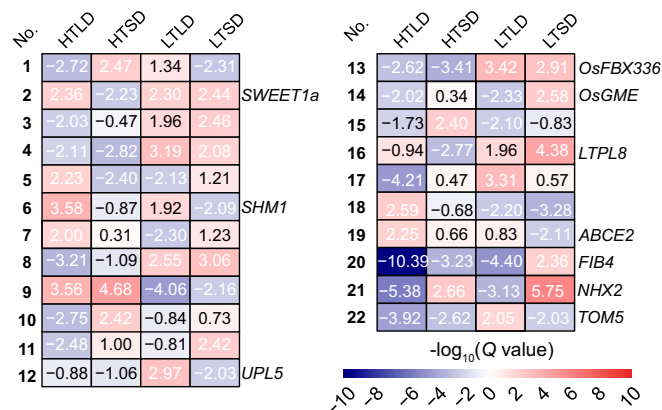 No. HTLD HTSD LTLD LTSD
1 −2.72 2.47 1.34 −2.31
2 2.36 −2.23 2.30 2.44 SWEET1a
3 −2.03 −0.47 1.96 2.46
4 −2.11 −2.82 3.19 2.08
5 2.23 −2.40 −2.13 1.21
6 3.58 −0.87 1.92 −2.09 SHM1
7 2.00 0.31 −2.30 1.23
8 −3.21 −1.09 2.55 3.06
9 3.56 4.68 −4.06 −2.16
10 −2.75 2.42 −0.84 0.73
11 −2.48 1.00 −0.81 2.42
12 −0.88 −1.06 2.97 −2.03 UPL5
No. HTLD HTSD LTLD LTSD
13 −2.62 −3.41 3.42 2.91 OsFBX336
14 −2.02 0.34 −2.33 2.58 OsGME
15 −1.73 2.40 −2.10 −0.83
16 −0.94 −2.77 1.96 4.38 LTPL8
17 −4.21 0.47 3.31 0.57
18 2.59 −0.68 −2.20 −3.28
19 2.25 0.66 0.83 −2.11 ABCE2
20 −10.39 −3.23 −4.40 2.36 FIB4
21 −5.38 2.66 −3.13 5.75 NHX2
22 −3.92 −2.62 2.05 −2.03 TOM5
-log10(Q value)
−10 −8 −6 −4 −2 0 2 4 6 8 10